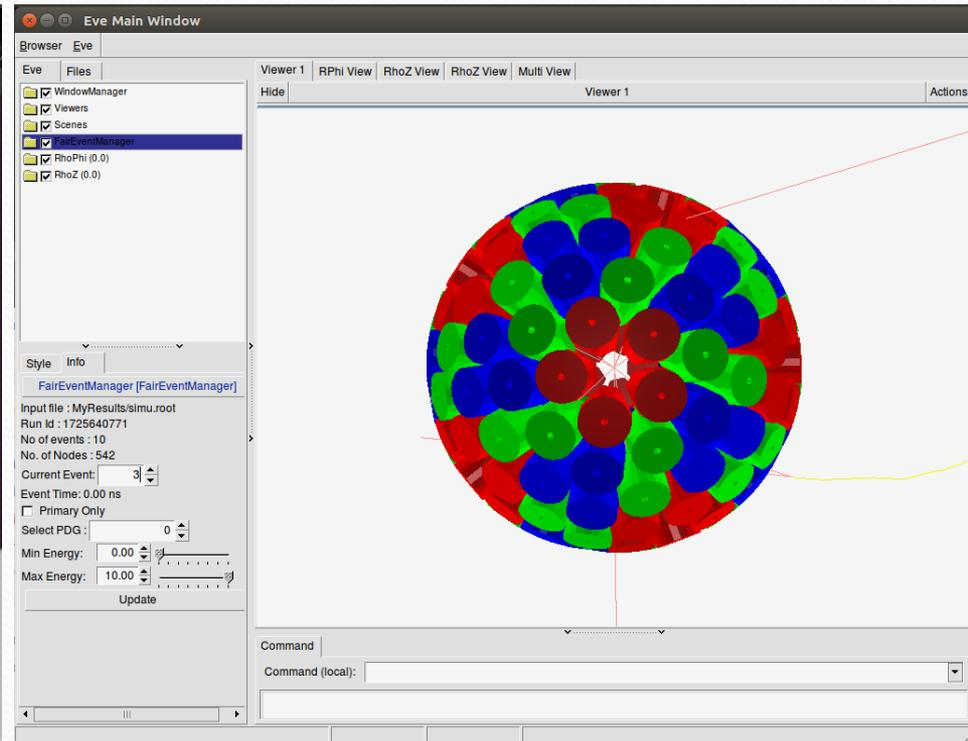 Eve Main Window
Browser Eve
Eve Files
WindowManager
Viewers
Scenes
FairEventManager
RhoPhi (0.0)
RhoZ (0.0)
Style Info
FairEventManager [FairEventManager]
Input file : MyResults/simu.root
Run Id : 1725640771
No of events : 10
No. of Nodes : 542
Current Event: 3
Event Time: 0.00 ns
Primary Only
Select PDG : 0
Min Energy: 0.00
Max Energy: 10.00
Update
Viewer 1 RPhi View RhoZ View RhoZ View Multi View
Hide Viewer 1 Actions
Command
Command (local):